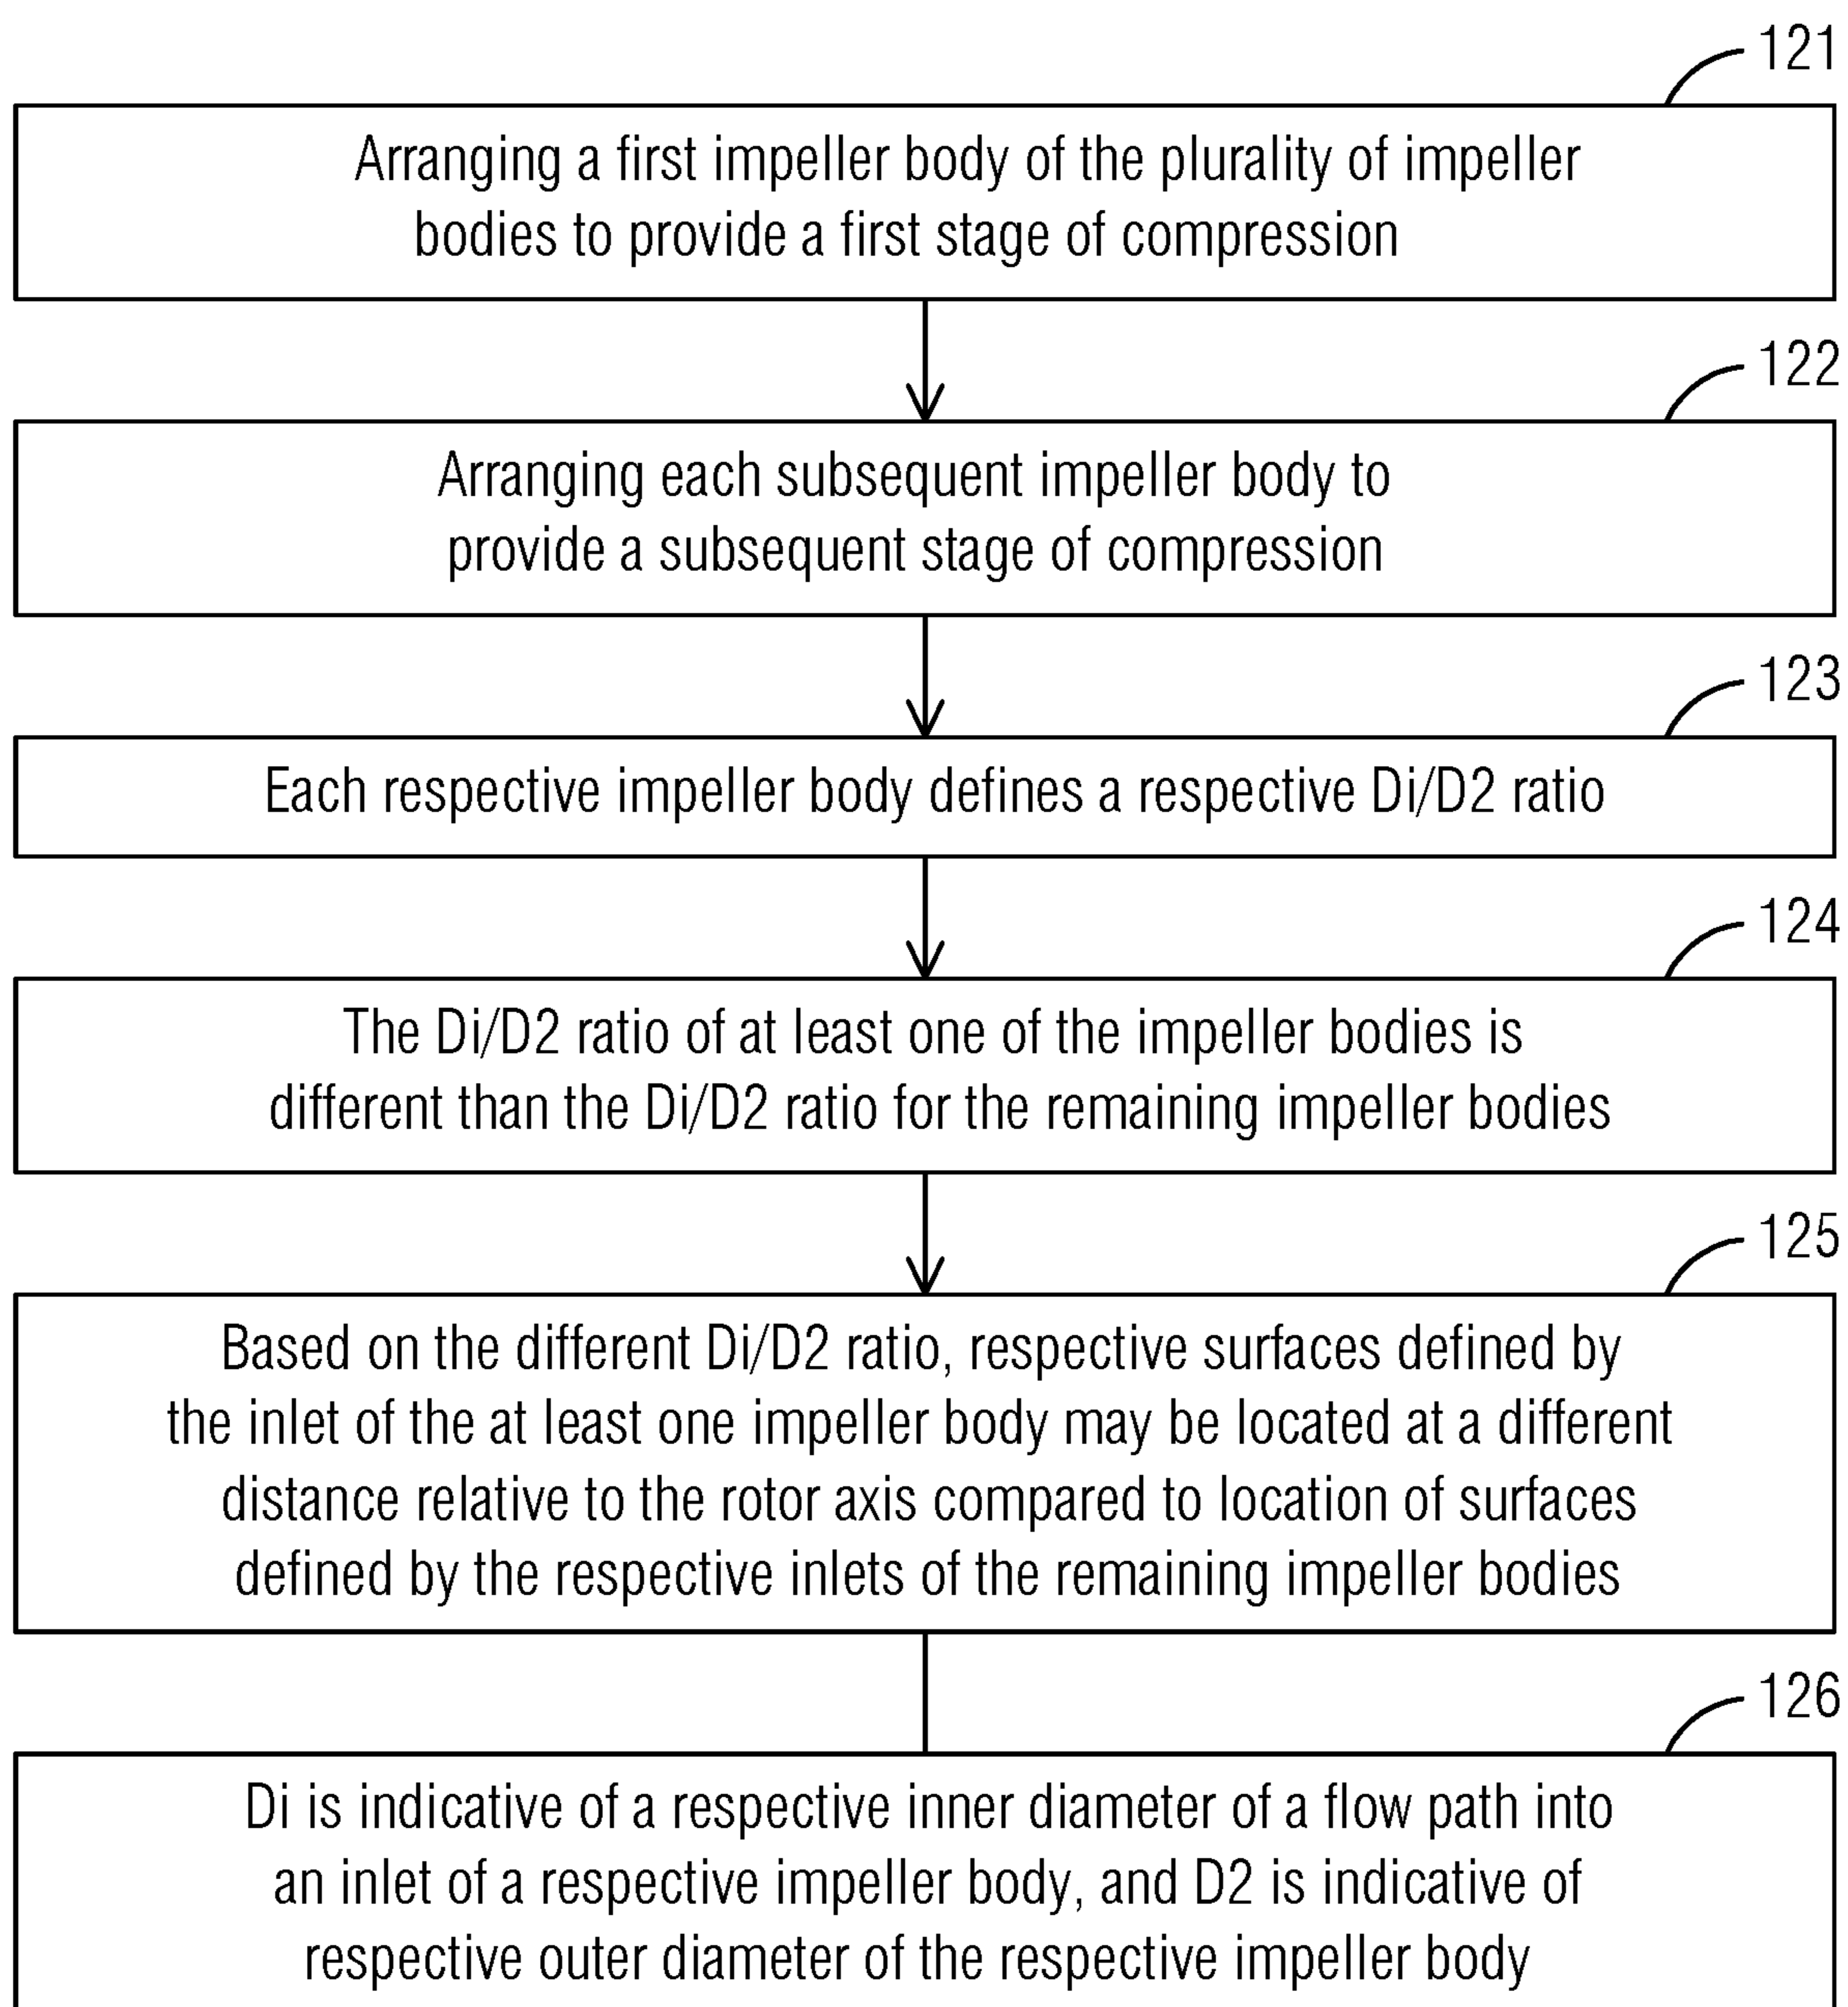 121
Arranging a first impeller body of the plurality of impeller
bodies to provide a first stage of compression
122
Arranging each subsequent impeller body to
provide a subsequent stage of compression
123
Each respective impeller body defines a respective Di/D2 ratio
124
The Di/D2 ratio of at least one of the impeller bodies is
different than the Di/D2 ratio for the remaining impeller bodies
125
Based on the different Di/D2 ratio, respective surfaces defined by
the inlet of the at least one impeller body may be located at a different
distance relative to the rotor axis compared to location of surfaces
defined by the respective inlets of the remaining impeller bodies
126
Di is indicative of a respective inner diameter of a flow path into
an inlet of a respective impeller body, and D2 is indicative of
respective outer diameter of the respective impeller body